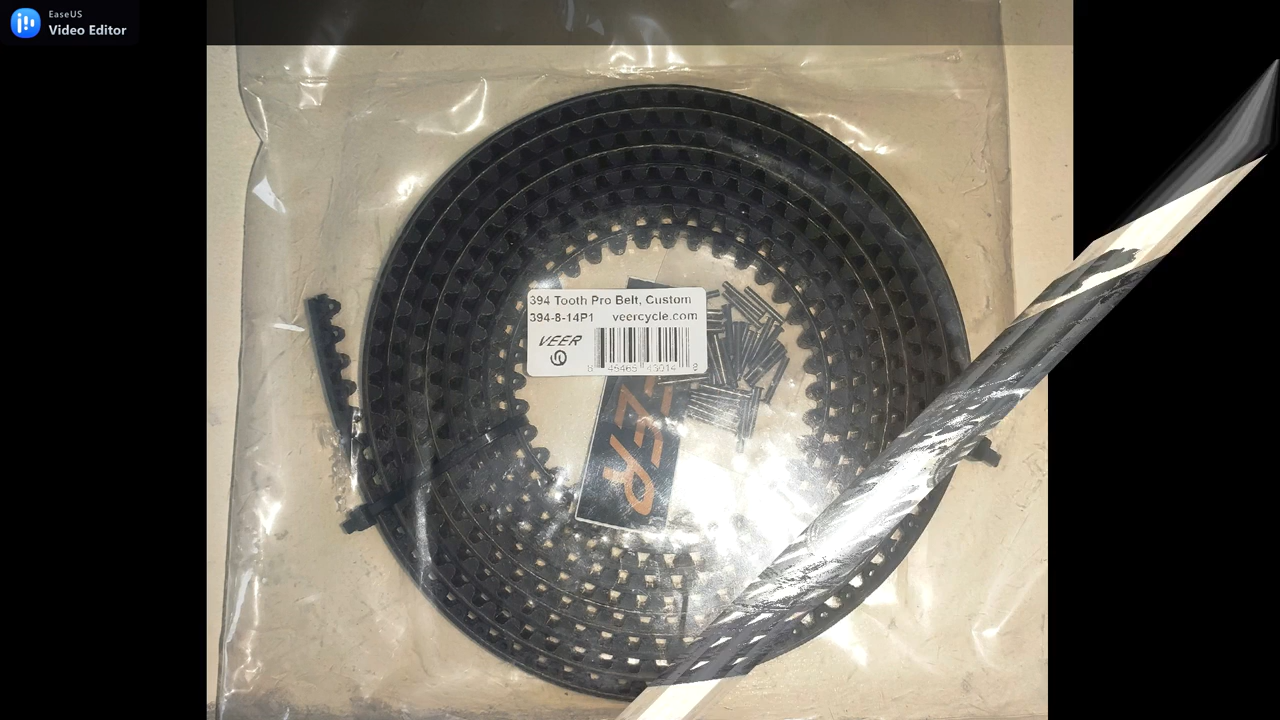 EaseUS
Video Editor
394 Tooth Pro Belt, Custom
394-8-14P1 veercycle.com
VEER